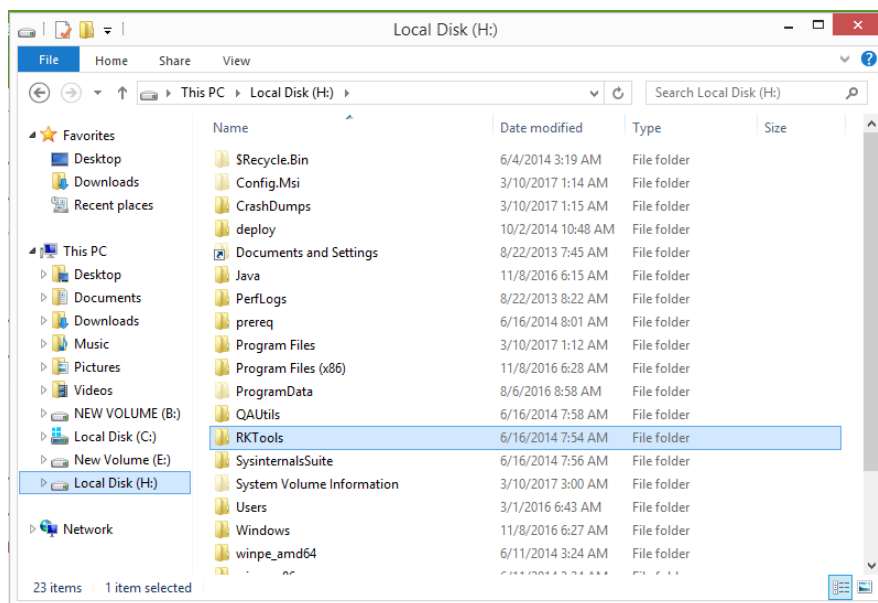 Local Disk (H:)
File Home Share View
This PC Local Disk (H:) Search Local Disk (H:)
Favorites
Desktop
Downloads
Recent places
This PC
Desktop
Documents
Downloads
Music
Pictures
Videos
NEW VOLUME (B:)
Local Disk (C:)
New Volume (E:)
Local Disk (H:)
Network
Name Date modified Type Size
$Recycle.Bin 6/4/2014 3:19 AM File folder
Config.Msi 3/10/2017 1:14 AM File folder
CrashDumps 3/10/2017 1:15 AM File folder
deploy 10/2/2014 10:48 AM File folder
Documents and Settings 8/22/2013 7:45 AM File folder
Java 11/8/2016 6:15 AM File folder
PerfLogs 8/22/2013 8:22 AM File folder
prereq 6/16/2014 8:01 AM File folder
Program Files 3/10/2017 1:12 AM File folder
Program Files (x86) 11/8/2016 6:28 AM File folder
ProgramData 8/6/2016 8:58 AM File folder
QAUtils 6/16/2014 7:58 AM File folder
RKTools 6/16/2014 7:54 AM File folder
SysinternalsSuite 6/16/2014 7:56 AM File folder
System Volume Information 3/10/2017 3:00 AM File folder
Users 3/1/2016 6:43 AM File folder
Windows 11/8/2016 6:27 AM File folder
winpe_amd64 6/11/2014 3:24 AM File folder
23 items 1 item selected